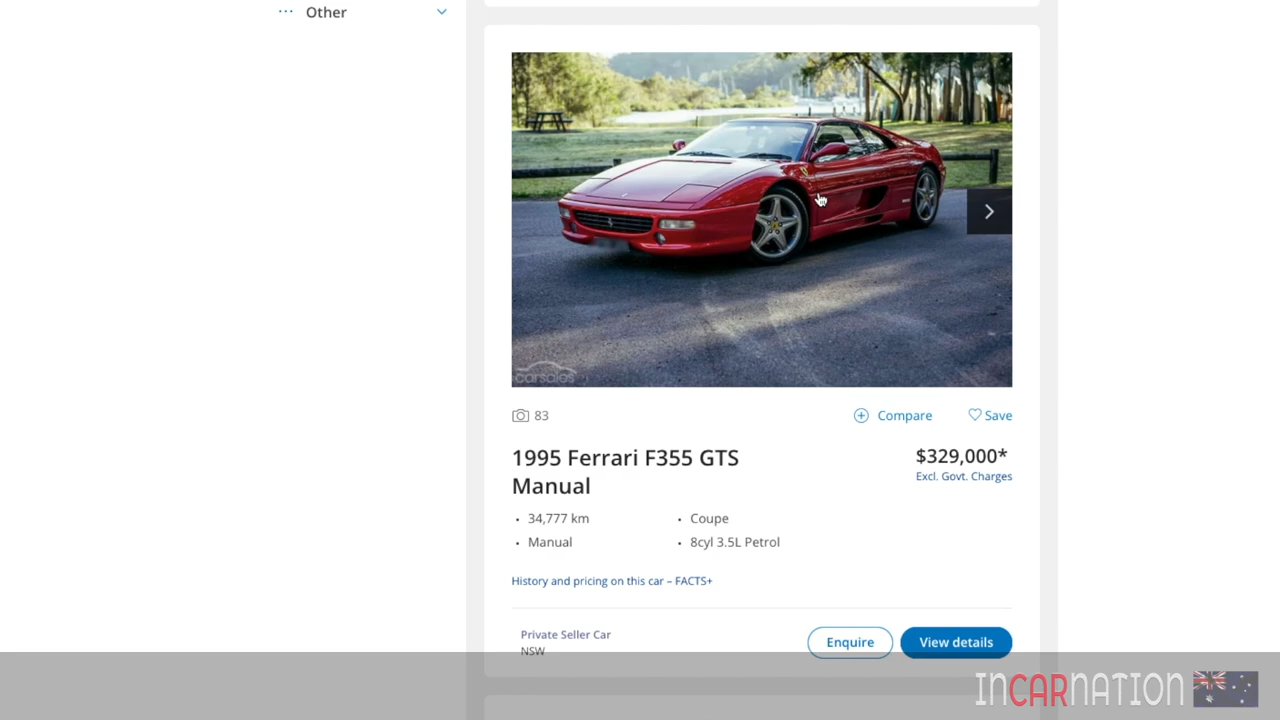 ··· Other
carsales
83
Compare
Save
1995 Ferrari F355 GTS
Manual
$329,000*
Excl. Govt. Charges
• 34,777 km
• Coupe
• Manual
• 8cyl 3.5L Petrol
History and pricing on this car – FACTS+
Private Seller Car
NSW
Enquire
View details
INCARNATION